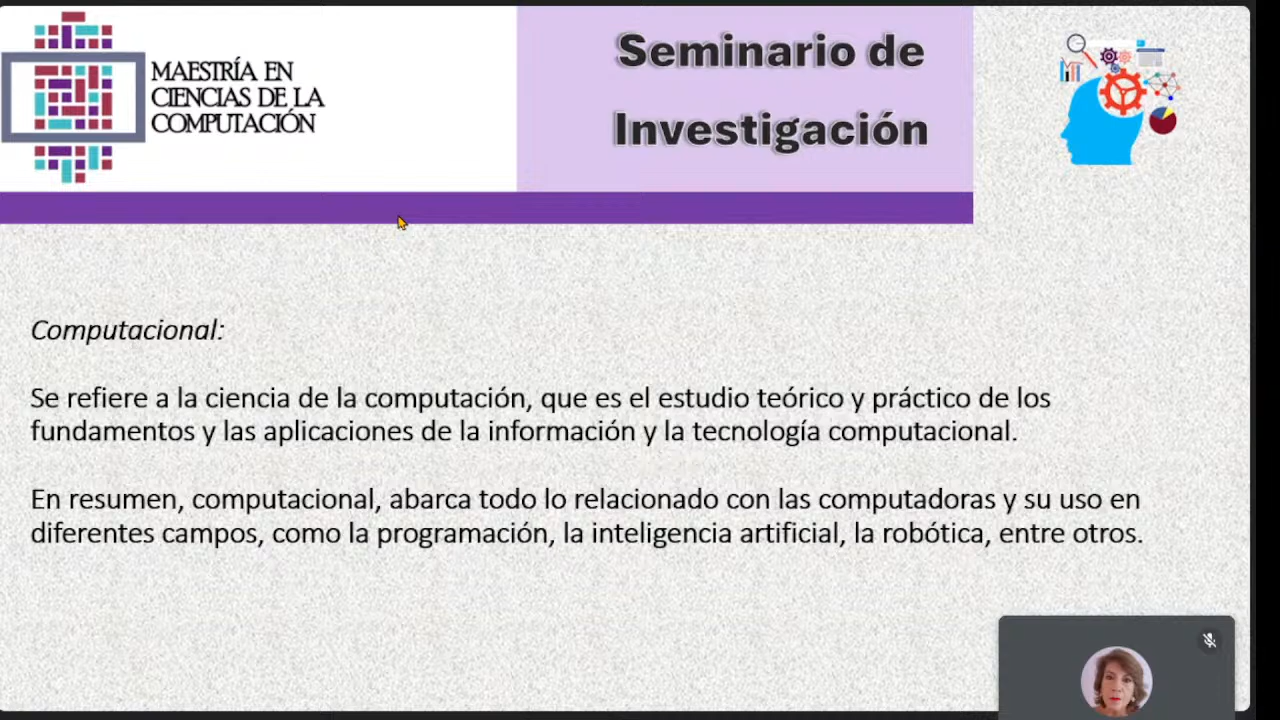 MAESTRÍA EN
CIENCIAS DE LA
COMPUTACIÓN
Seminario de
Investigación
Computacional:
Se refiere a la ciencia de la computación, que es el estudio teórico y práctico de los
fundamentos y las aplicaciones de la información y la tecnología computacional.
En resumen, computacional, abarca todo lo relacionado con las computadoras y su uso en
diferentes campos, como la programación, la inteligencia artificial, la robótica, entre otros.